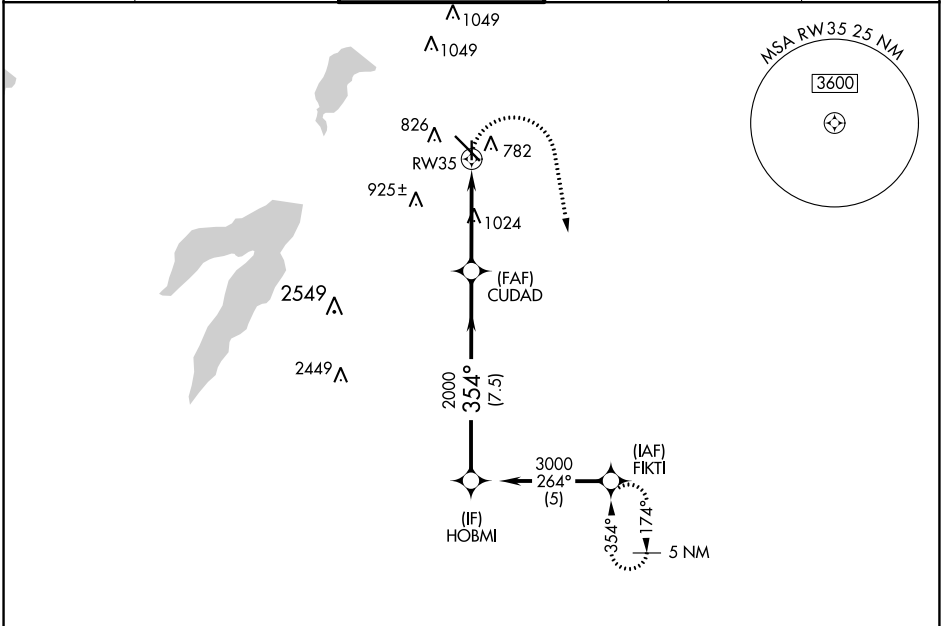 1049
1049
MSA RW35 25 NM
3600
826
782
RW35
925±
1024
(FAF)
CUDAD
2549
2449
2000
354°
(7.5)
(IAF)
FIKTI
3000
264°
(5)
(IF)
HOBMI
354°
174°
5 NM